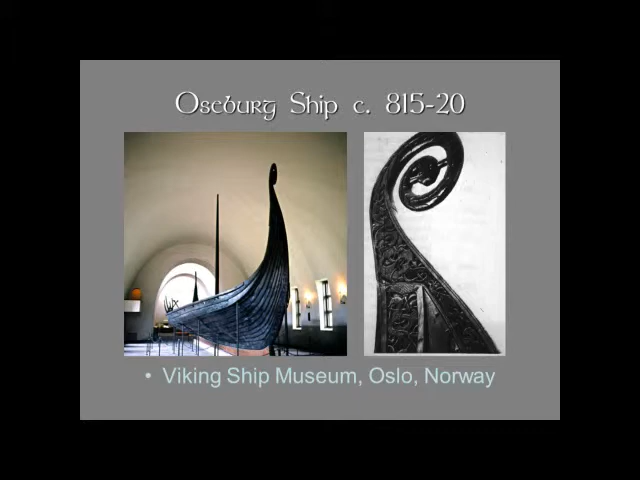 Oseburg Ship c. 815-20
• Viking Ship Museum, Oslo, Norway